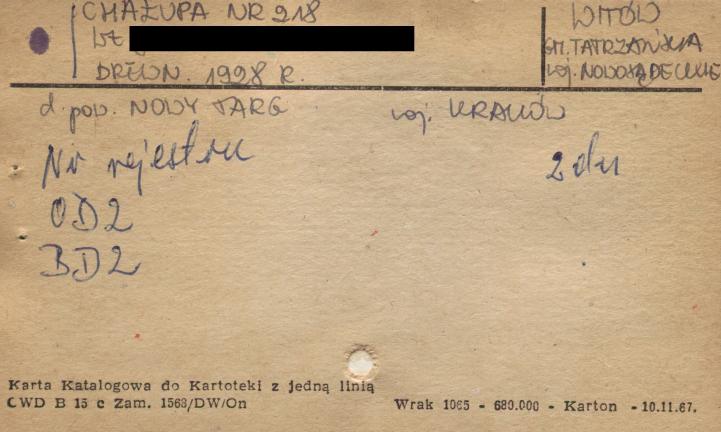 CHAŁUPA NR 218
WŁ
DREWN. 1928 R.
WITÓW
GM. TATRZAŃSKA
WOJ. NOWOSĄDECKIE
d. pow. NOWY TARG woj. KRAKÓW
Nr rejestru
OD2
BD2
Karta Katalogowa do Kartoteki z jedną linią
CWD B 15 c Zam. 1563/DW/On
Wrak 1065 - 680.000 - Karton - 10.11.67.